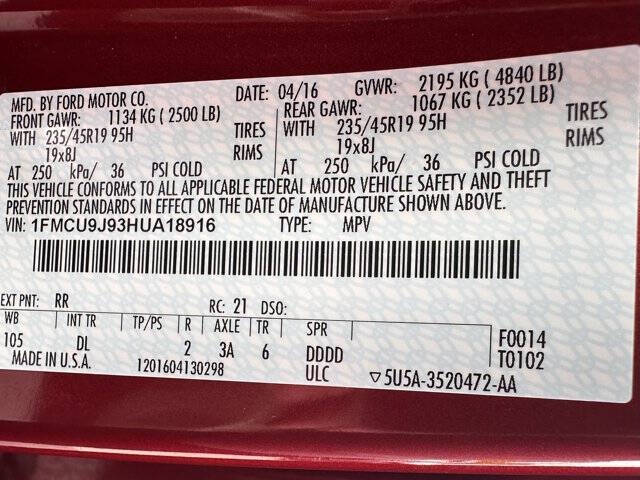 MFD. BY FORD MOTOR CO. DATE: 04/16 GVWR: 2195 KG ( 4840 LB)
FRONT GAWR: 1134 KG ( 2500 LB) REAR GAWR: 1067 KG ( 2352 LB)
WITH 235/45R19 95H TIRES WITH 235/45R19 95H TIRES
19x8J RIMS 19x8J RIMS
AT 250 kPa/ 36 PSI COLD AT 250 kPa/ 36 PSI COLD
THIS VEHICLE CONFORMS TO ALL APPLICABLE FEDERAL MOTOR VEHICLE SAFETY AND THEFT
PREVENTION STANDARDS IN EFFECT ON THE DATE OF MANUFACTURE SHOWN ABOVE.
VIN: 1FMCU9J93HUA18916 TYPE: MPV
EXT PNT: RR RC: 21 DSO:
WB INT TR TP/PS R AXLE TR SPR F0014
105 DL 2 3A 6 DDDD T0102
MADE IN U.S.A. 1201604130298 ULC ▽5U5A-3520472-AA